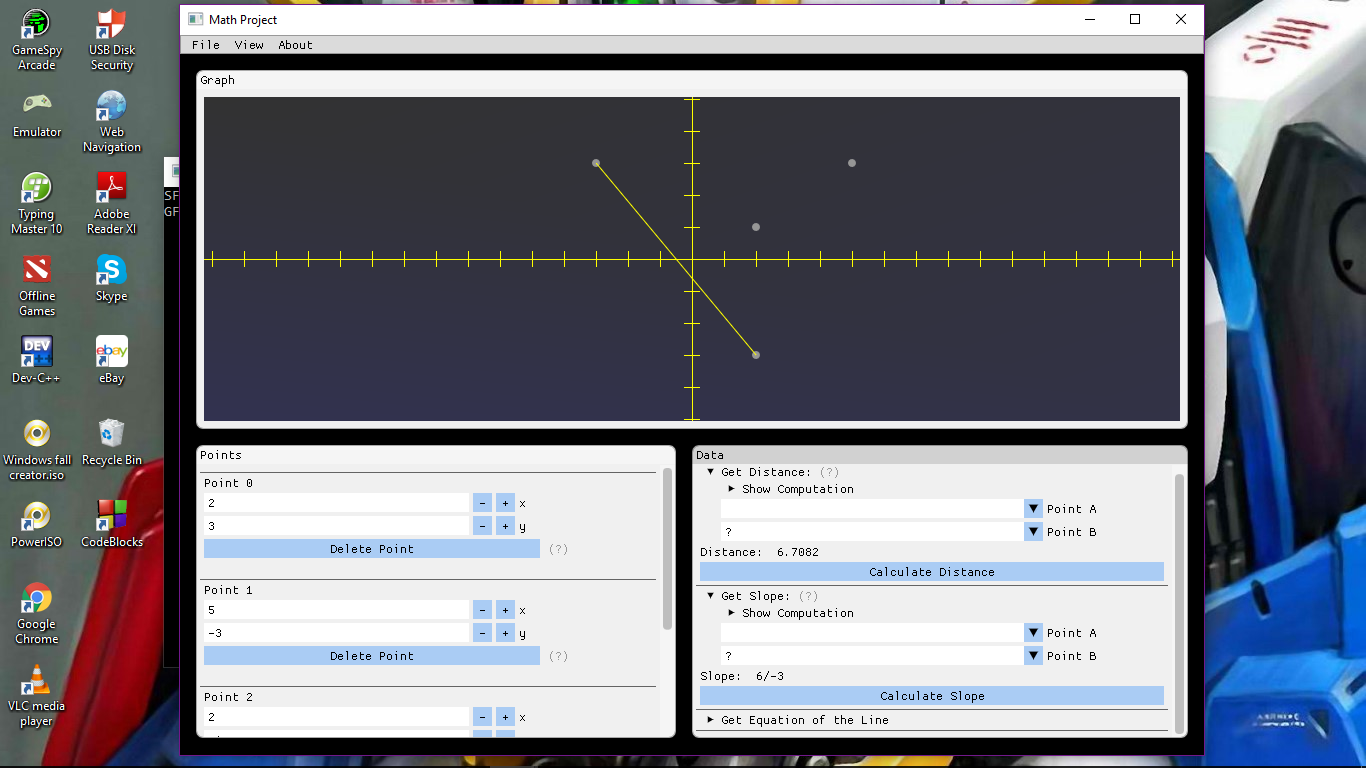 GameSpy
Arcade
USB Disk
Security
Emulator
Web
Navigation
Typing
Master 10
Adobe
Reader XI
Offline
Games
Skype
DEV
Dev-C++
ebay
eBay
Windows fall
creator.iso
Recycle Bin
PowerISO
CodeBlocks
Google
Chrome
VLC media
player
SF
GF
Math Project
File View About
Graph
Points
Point 0
2 - + x
3 - + y
Delete Point (?)
Point 1
5 - + x
-3 - + y
Delete Point (?)
Point 2
2 - + x
Data
Get Distance: (?)
Show Computation
Point A
? Point B
Distance: 6.7082
Calculate Distance
Get Slope: (?)
Show Computation
Point A
? Point B
Slope: 6/-3
Calculate Slope
Get Equation of the Line